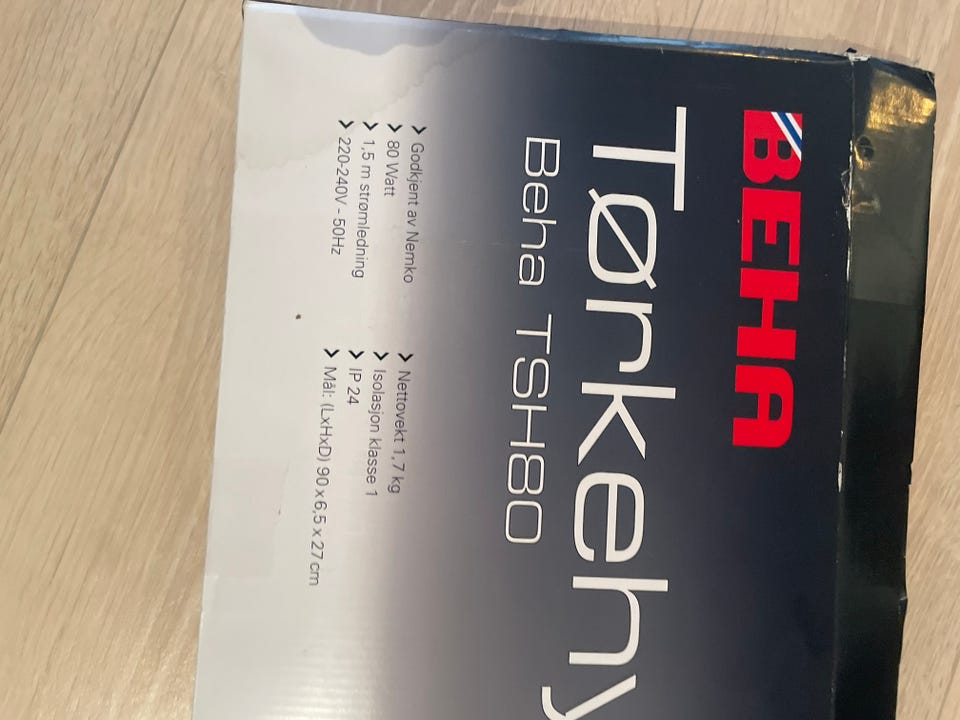 BEHA
Tørkehy
Beha TSH80
Godkjent av Nemko
80 Watt
1,5 m strømledning
220-240V - 50Hz
Nettovekt 1,7 kg
Isolasjon klasse 1
IP 24
Mål: (LxHxD) 90 x 6,5 x 27 cm